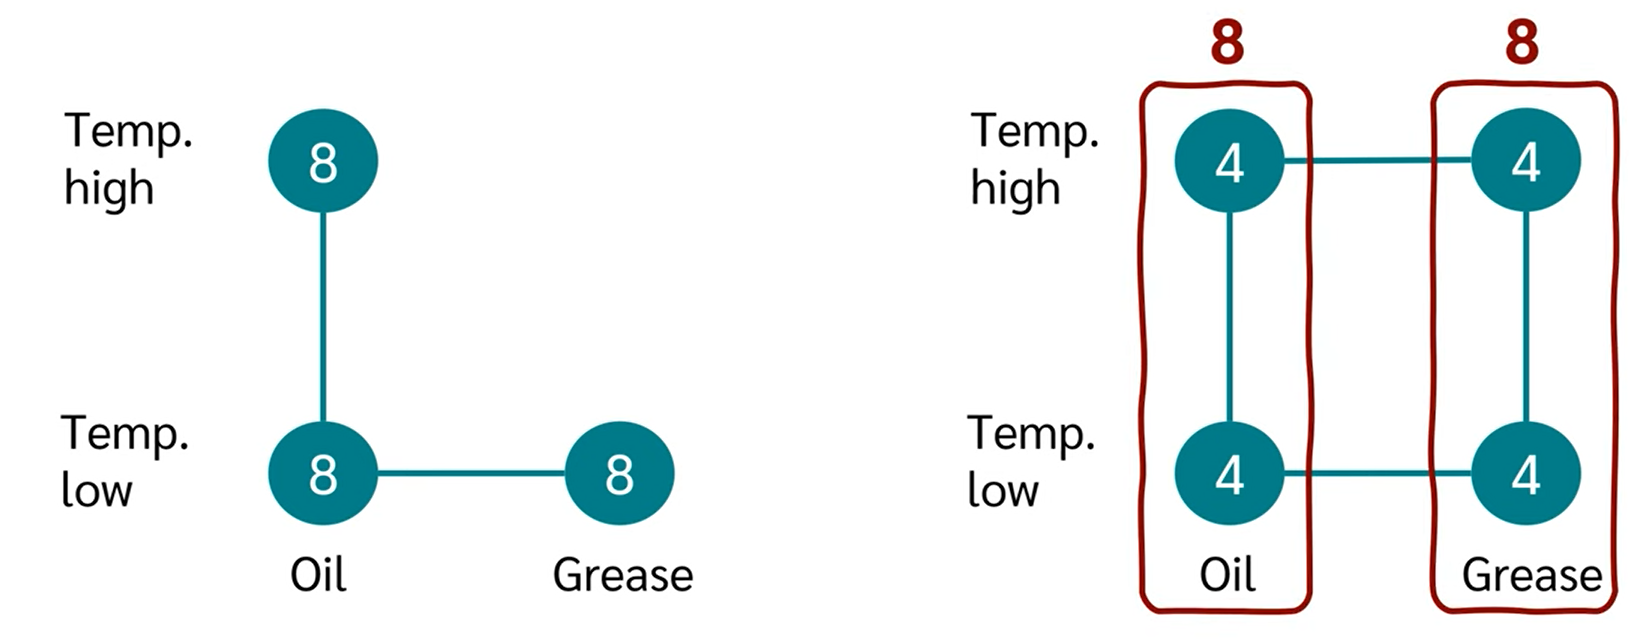 8 8
Temp.
high
8
4 4
Temp.
high
Temp.
low
8 8
Oil Grease
Temp.
low
4 4
Oil Grease